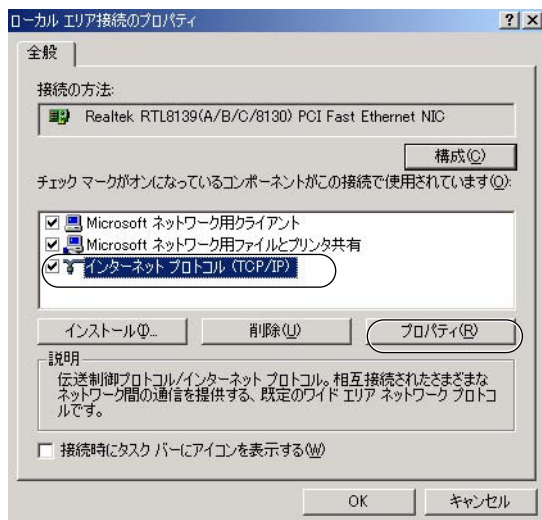 ローカル エリア接続のプロパティ
全般
接続の方法:
Realtek RTL8139(A/B/C/8130) PCI Fast Ethernet NIC
構成(C)
チェック マークがオンになっているコンポーネントがこの接続で使用されています(O):
Microsoft ネットワーク用クライアント
Microsoft ネットワーク用ファイルとプリンタ共有
インターネット プロトコル (TCP/IP)
インストール(I)...
削除(U)
プロパティ(R)
説明
伝送制御プロトコル/インターネット プロトコル。相互接続されたさまざまな
ネットワーク間の通信を提供する、既定のワイド エリア ネットワーク プロトコ
ルです。
接続時にタスク バーにアイコンを表示する(W)
OK
キャンセル